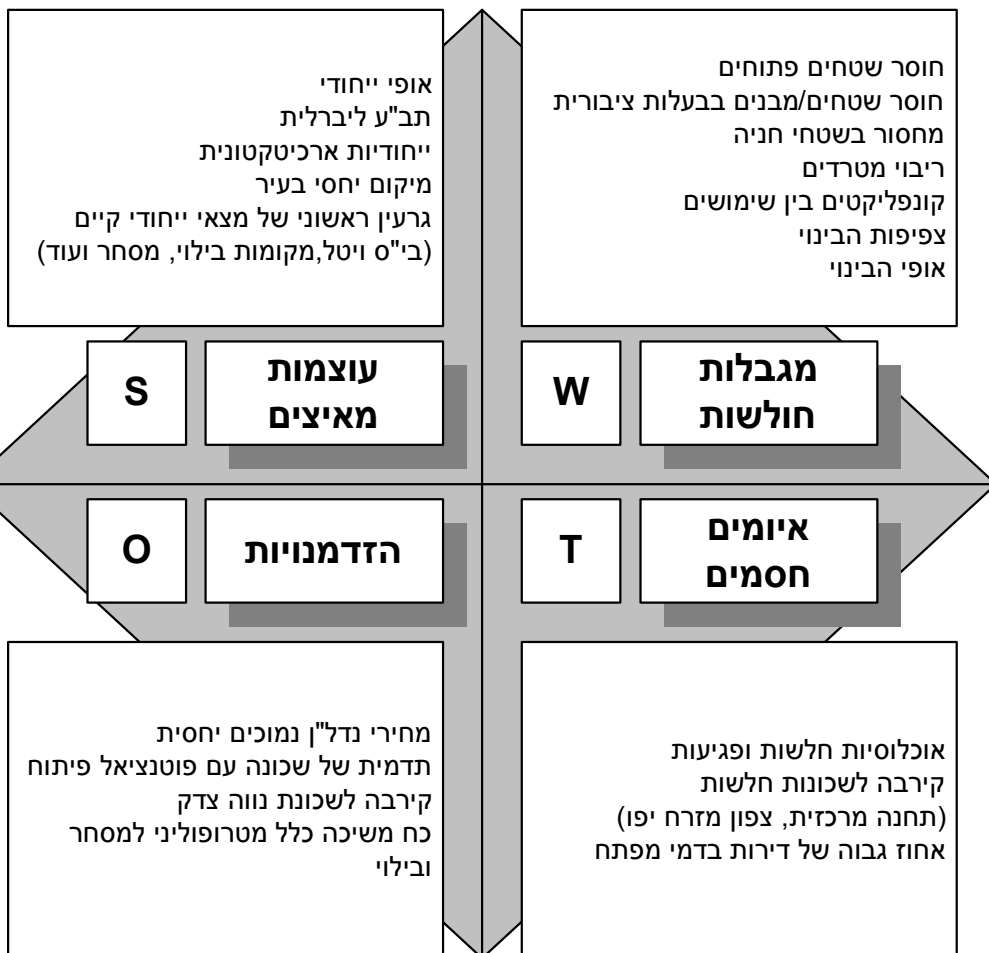 חוסר שטחים פתוחים
חוסר שטחים/מבנים בבעלות ציבורית
מחסור בשטחי חניה
ריבוי מטרדים
קונפליקטים בין שימושים
צפיפות הבינוי
אופי הבינוי
אופי ייחודי
תב"ע ליברלית
ייחודיות ארכיטקטונית
מיקום יחסי בעיר
גרעין ראשוני של מצאי ייחודי קיים
(בי"ס ויטל,מקומות בילוי, מסחר ועוד)
מגבלות
חולשות
W
עוצמות
מאיצים
S
איומים
חסמים
T
הזדמנויות
O
אוכלוסיות חלשות ופגיעות
קירבה לשכונות חלשות
(תחנה מרכזית, צפון מזרח יפו)
אחוז גבוה של דירות בדמי מפתח
מחירי נדל"ן נמוכים יחסית
תדמית של שכונה עם פוטנציאל פיתוח
קירבה לשכונת נווה צדק
כח משיכה כלל מטרופוליני למסחר
ובילוי